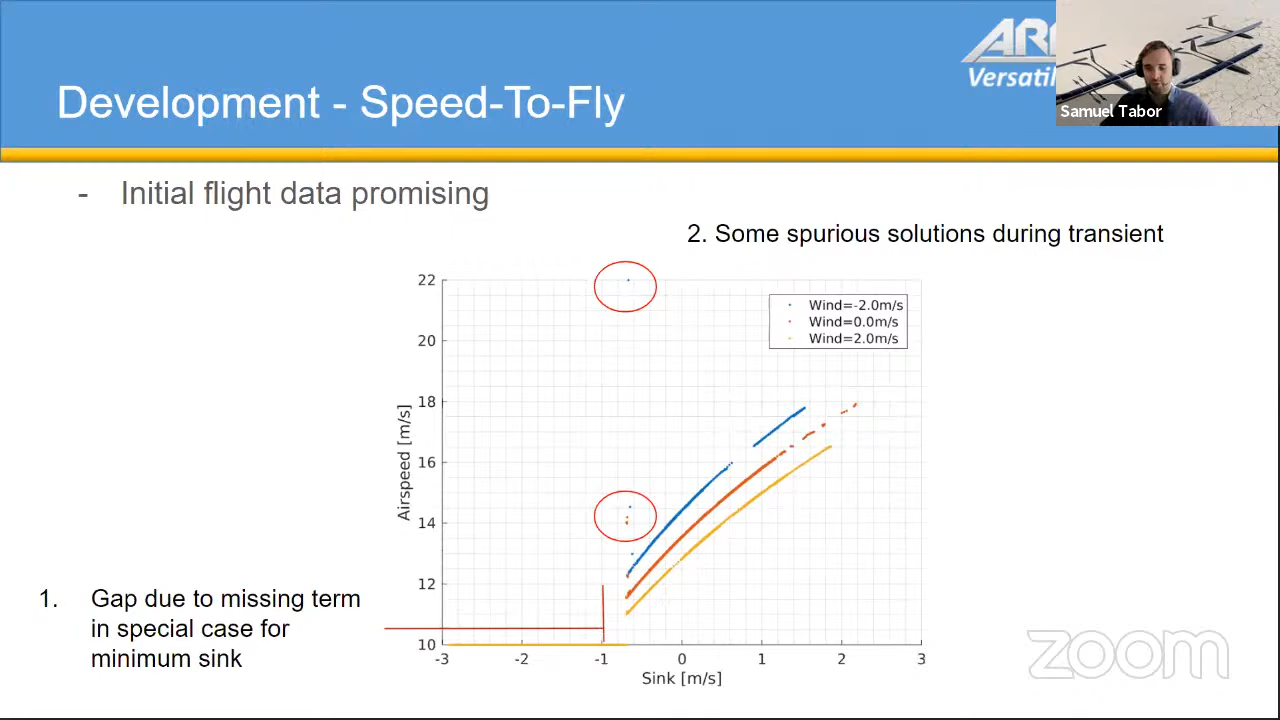 Development - Speed-To-Fly
Versatil
Samuel Tabor
- Initial flight data promising
2. Some spurious solutions during transient
22
20
18
16
14
12
10
Airspeed [m/s]
Wind=-2.0m/s
Wind=0.0m/s
Wind=2.0m/s
-3 -2 -1 0 1 2 3
Sink [m/s]
1. Gap due to missing term
in special case for
minimum sink
zoom